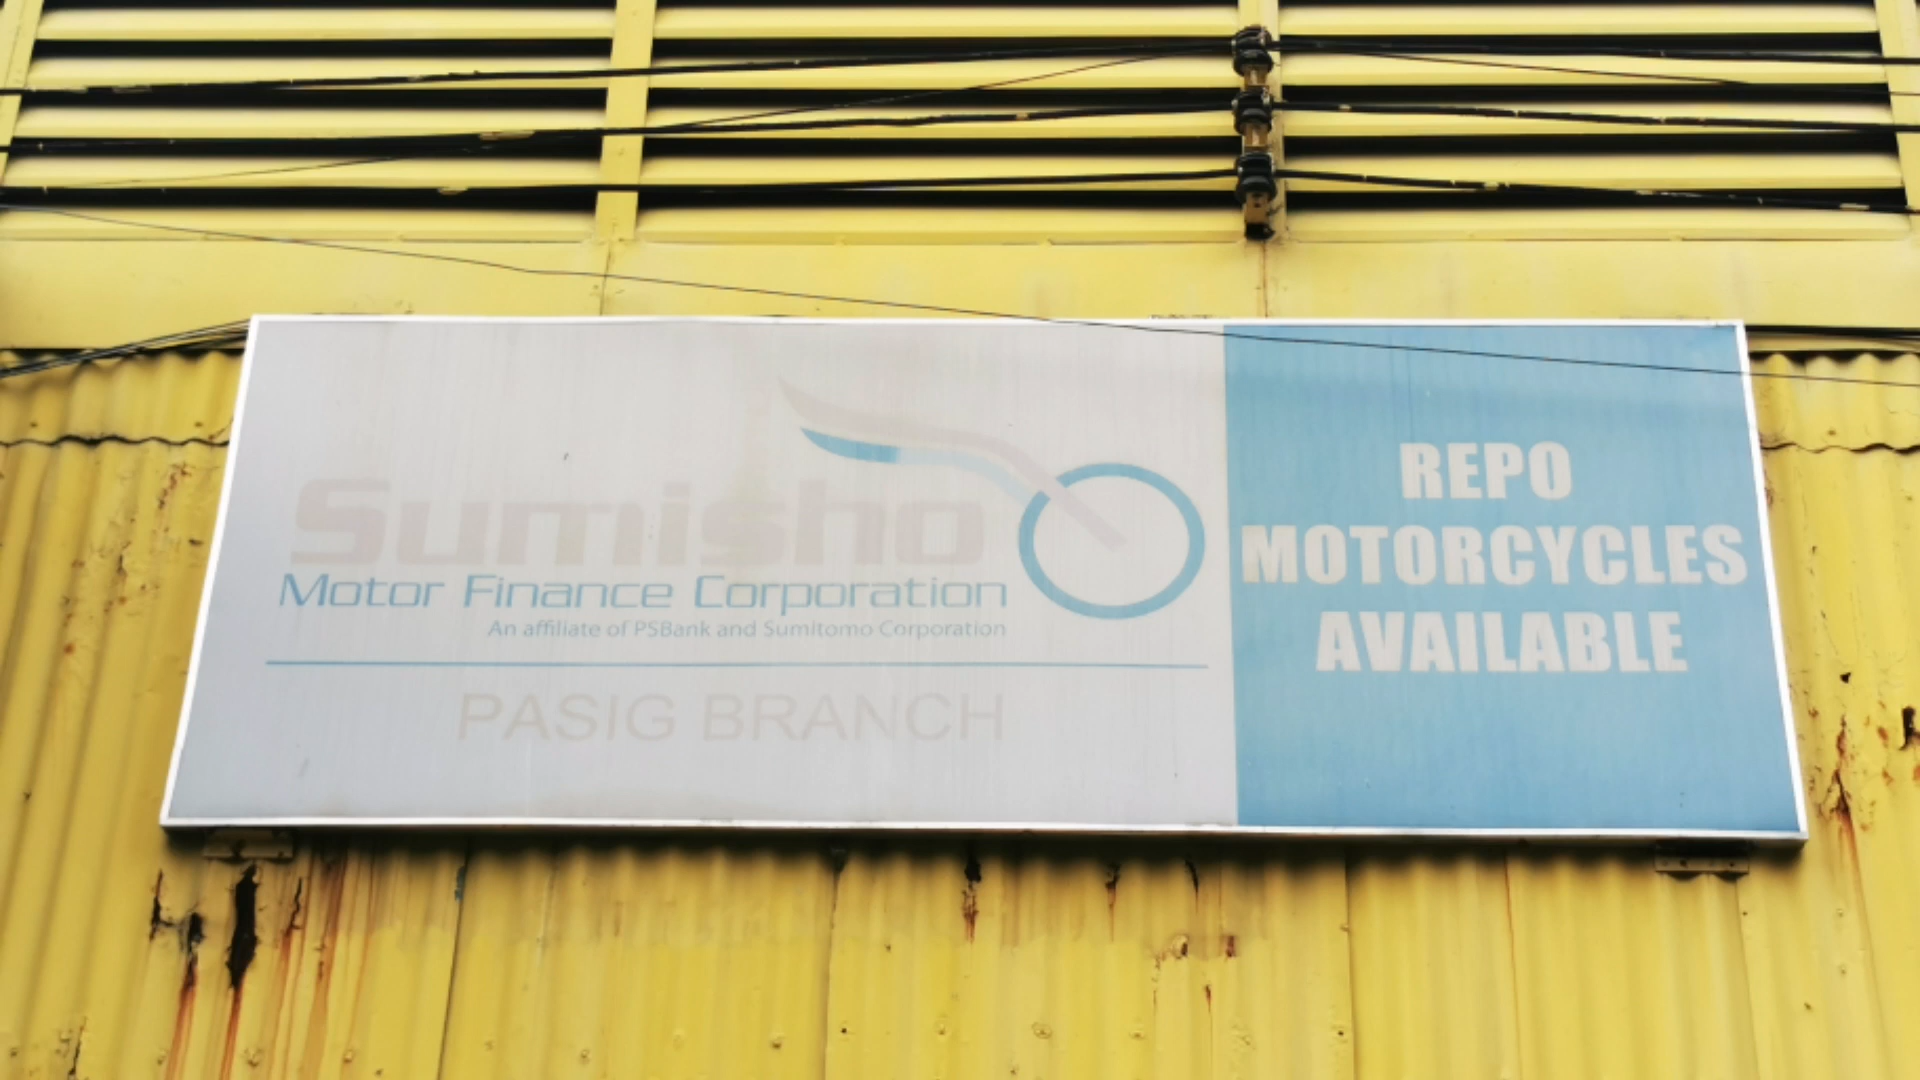 Sumisho
Motor Finance Corporation
An affiliate of PSBank and Sumitomo Corporation
PASIG BRANCH
REPO
MOTORCYCLES
AVAILABLE